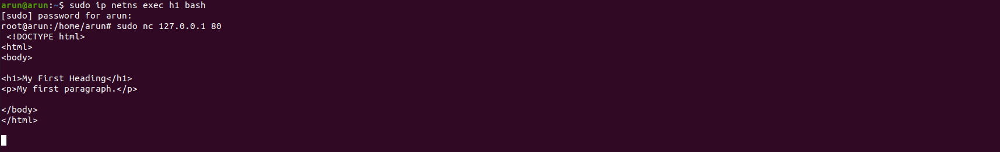 arun@arun:~$ sudo ip netns exec h1 bash
[sudo] password for arun:
root@arun:/home/arun# sudo nc 127.0.0.1 80
<!DOCTYPE html>
<html>
<body>
<h1>My First Heading</h1>
<p>My first paragraph.</p>
</body>
</html>